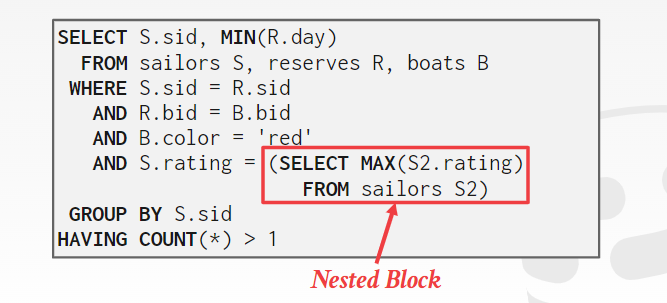 SELECT S.sid, MIN(R.day)
FROM sailors S, reserves R, boats B
WHERE S.sid = R.sid
AND R.bid = B.bid
AND B.color = 'red'
AND S.rating = (SELECT MAX(S2.rating)
FROM sailors S2)
GROUP BY S.sid
HAVING COUNT(*) > 1
Nested Block